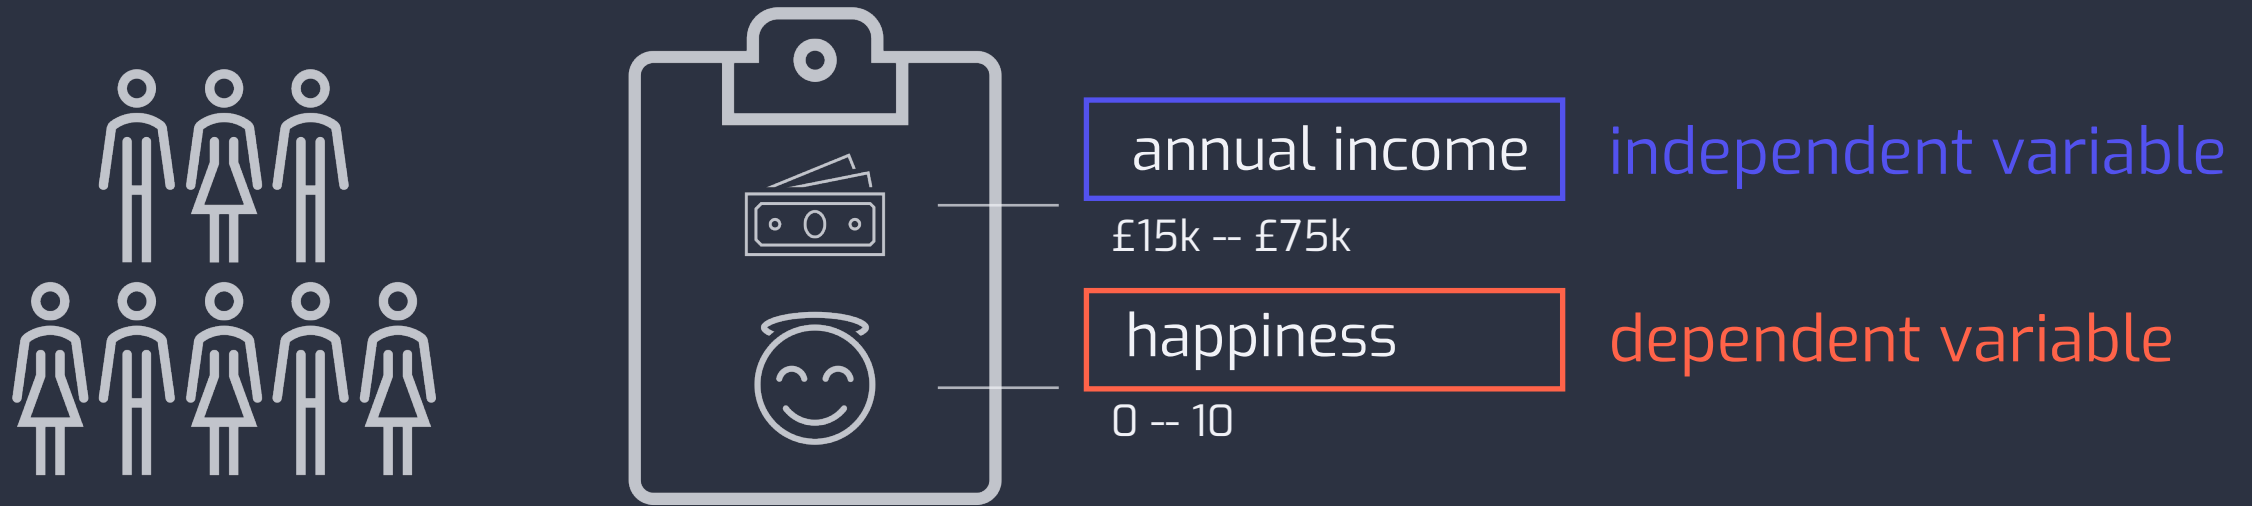 annual income
independent variable
£15k -- £75k
happiness
dependent variable
0 -- 10